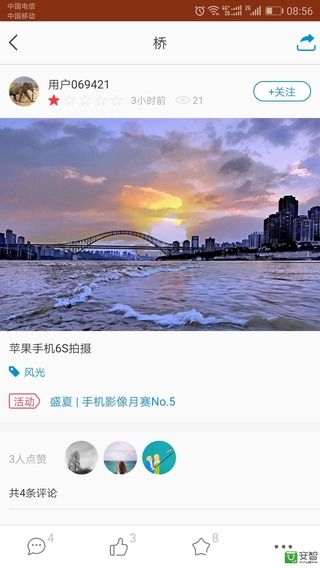 中国电信
中国移动
4G 2G 2G 08:56
桥
用户069421
3小时前 21
+关注
苹果手机6S拍摄
风光
活动 盛夏 | 手机影像月赛No.5
3人点赞
共4条评论
4 3 8
安智